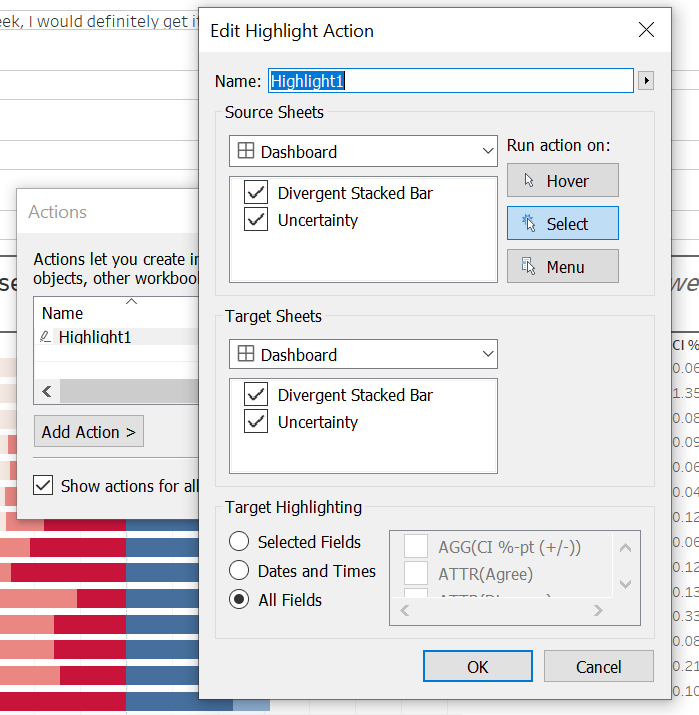 eek, I would definitely get i
Edit Highlight Action
Name: Highlight1
Source Sheets
Dashboard
Divergent Stacked Bar
Uncertainty
Run action on:
Hover
Select
Menu
Actions
Actions let you create in
objects, other workbook
Name
Highlight1
Add Action >
Show actions for all
Target Sheets
Dashboard
Divergent Stacked Bar
Uncertainty
Target Highlighting
Selected Fields
Dates and Times
All Fields
AGG(CI %-pt (+/-))
ATTR(Agree)
OK
Cancel
se
we
CI %
0.06
1.35
0.08
0.09
0.06
0.04
0.12
0.06
0.12
0.13
0.33
0.08
0.21
0.10